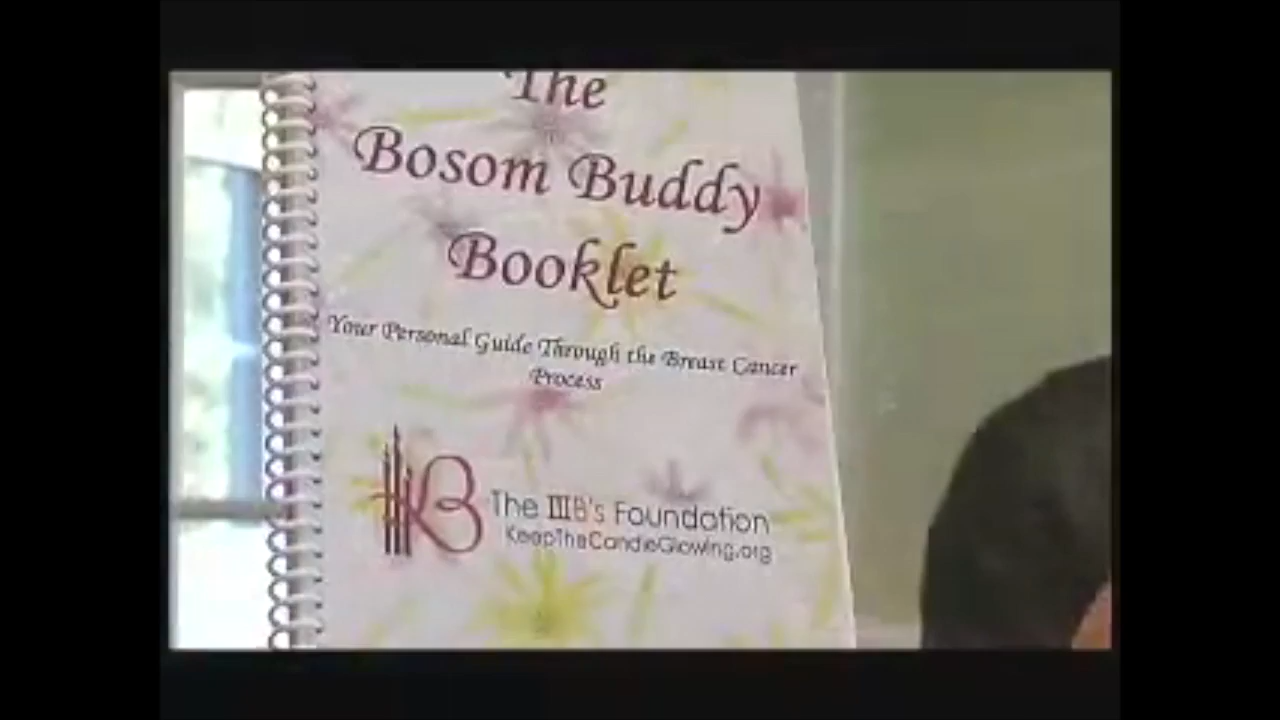 The
Bosom Buddy
Booklet
Your Personal Guide Through the Breast Cancer
Process
The IIIB's Foundation
KeepTheCandleGlowing.org